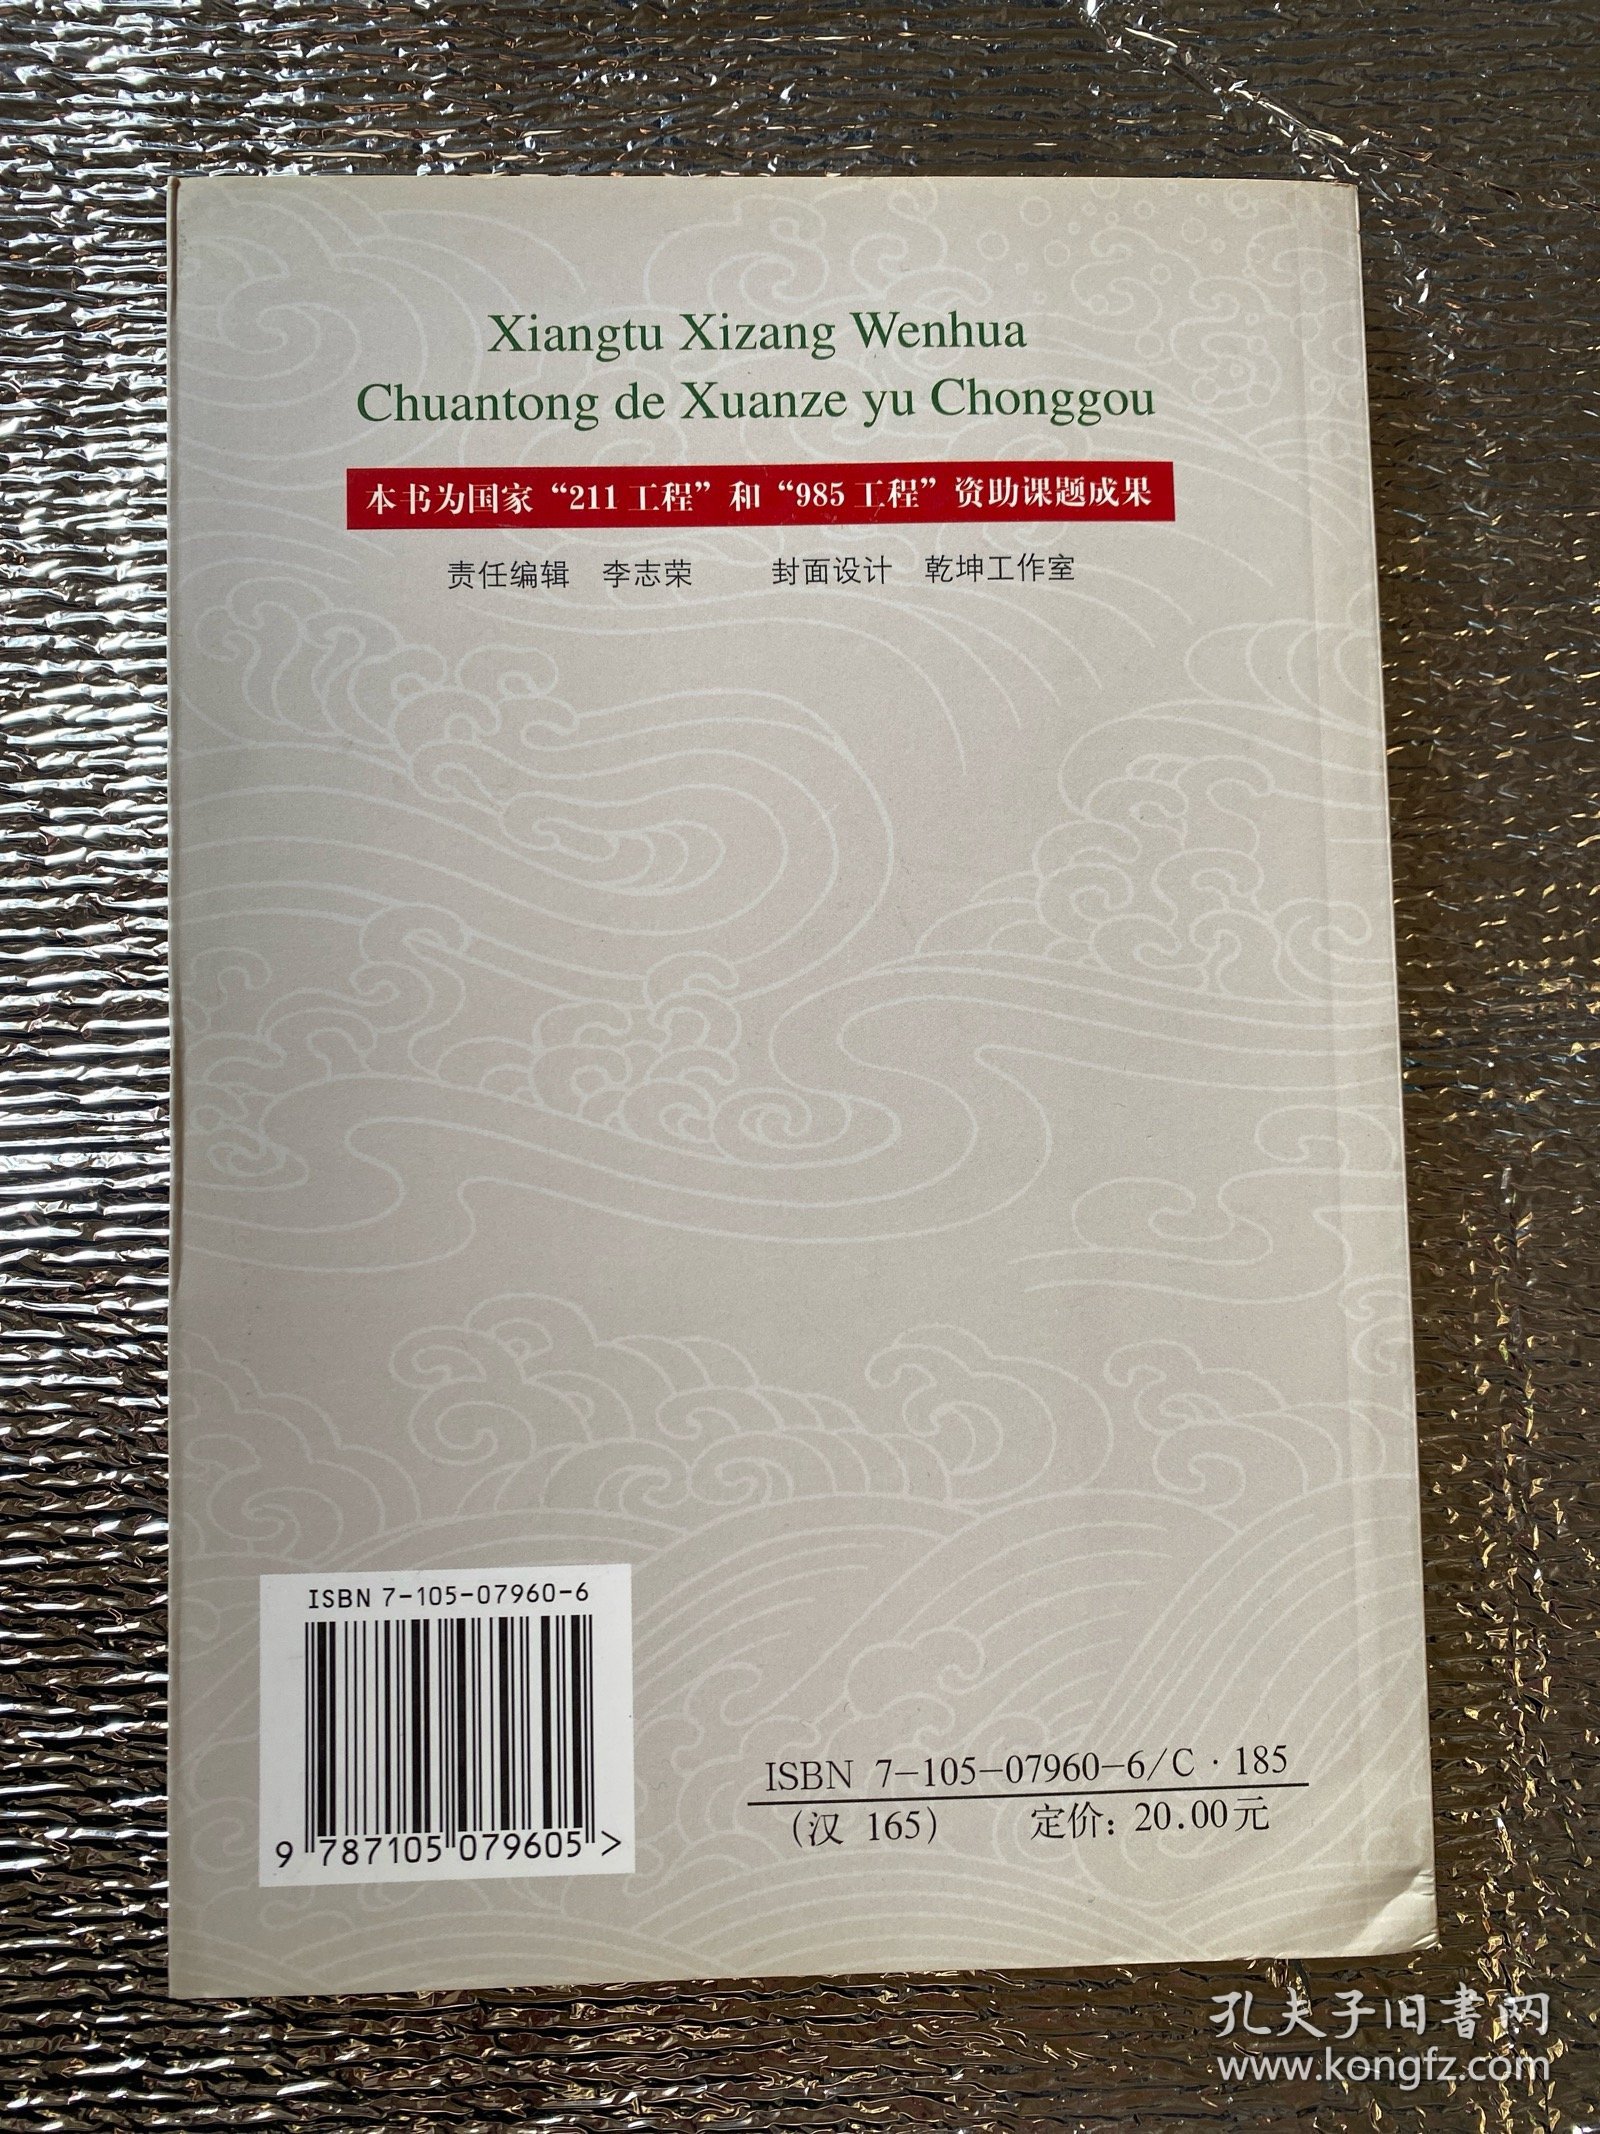 Xiangtu Xizang Wenhua
Chuantong de Xuanze yu Chonggou
本书为国家“211工程”和“985工程”资助课题成果
责任编辑 李志荣 封面设计 乾坤工作室
ISBN 7-105-07960-6
9 787105 079605 >
ISBN 7-105-07960-6/C·185
(汉 165) 定价: 20.00元
孔夫子旧书网
www.kongfz.com